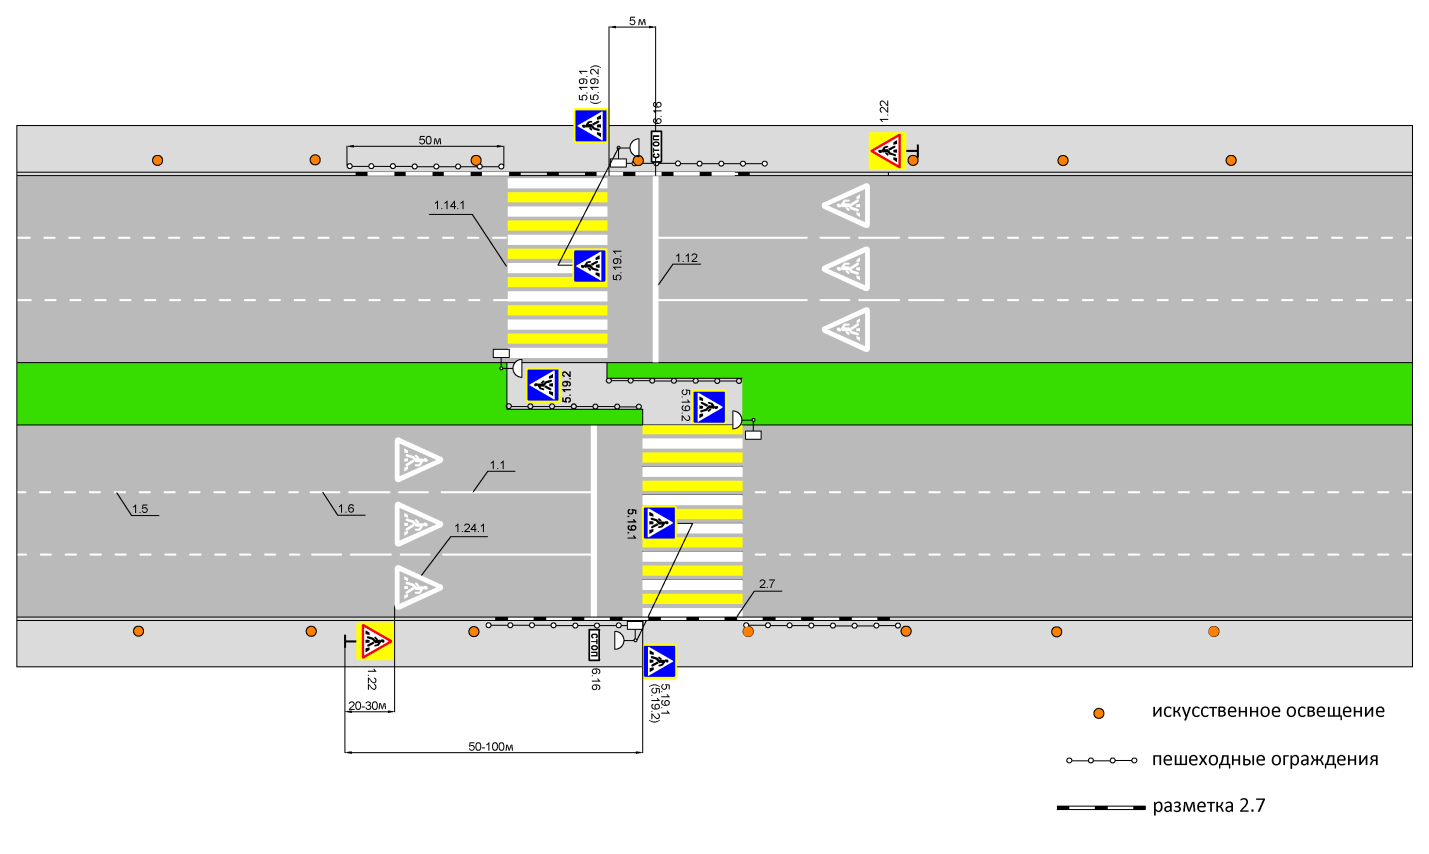 5 м
5.19.1
(5.19.2)
6.16
1.22
50м
стоп
1.14.1
5.19.1
1.12
5.19.2
5.19.2
1.1
1.5
1.6
1.24.1
5.19.1
2.7
стоп
1.22
6.16
5.19.1
(5.19.2)
20-30м
50-100м
искусственное освещение
пешеходные ограждения
разметка 2.7